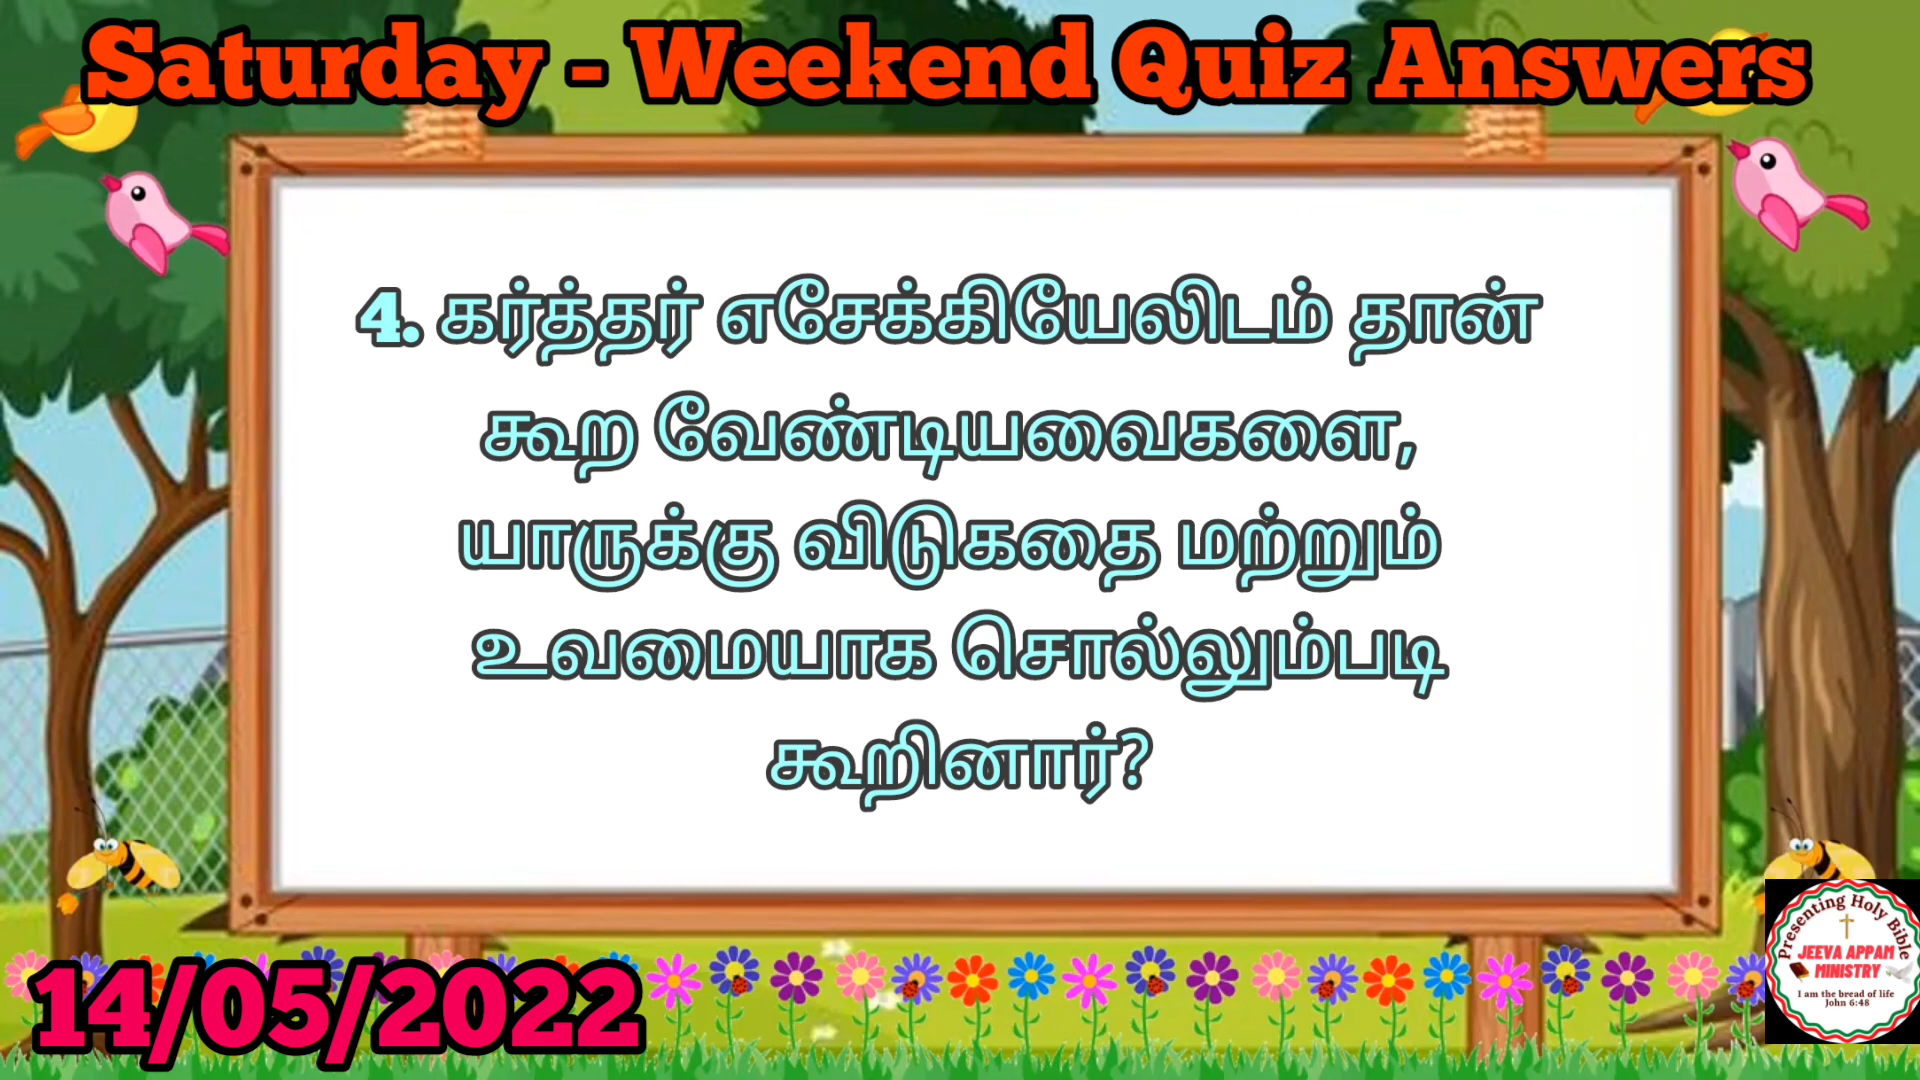 Saturday - Weekend Quiz Answers
4. கர்த்தர் எசேக்கியேலிடம் தான்
கூற வேண்டியவைகளை,
யாருக்கு விடுகதை மற்றும்
உவமையாக சொல்லும்படி
கூறினார்?
14/05/2022
Presenting Holy Bible
JEEVA APPAM
MINISTRY
I am the bread of life
John 6:48